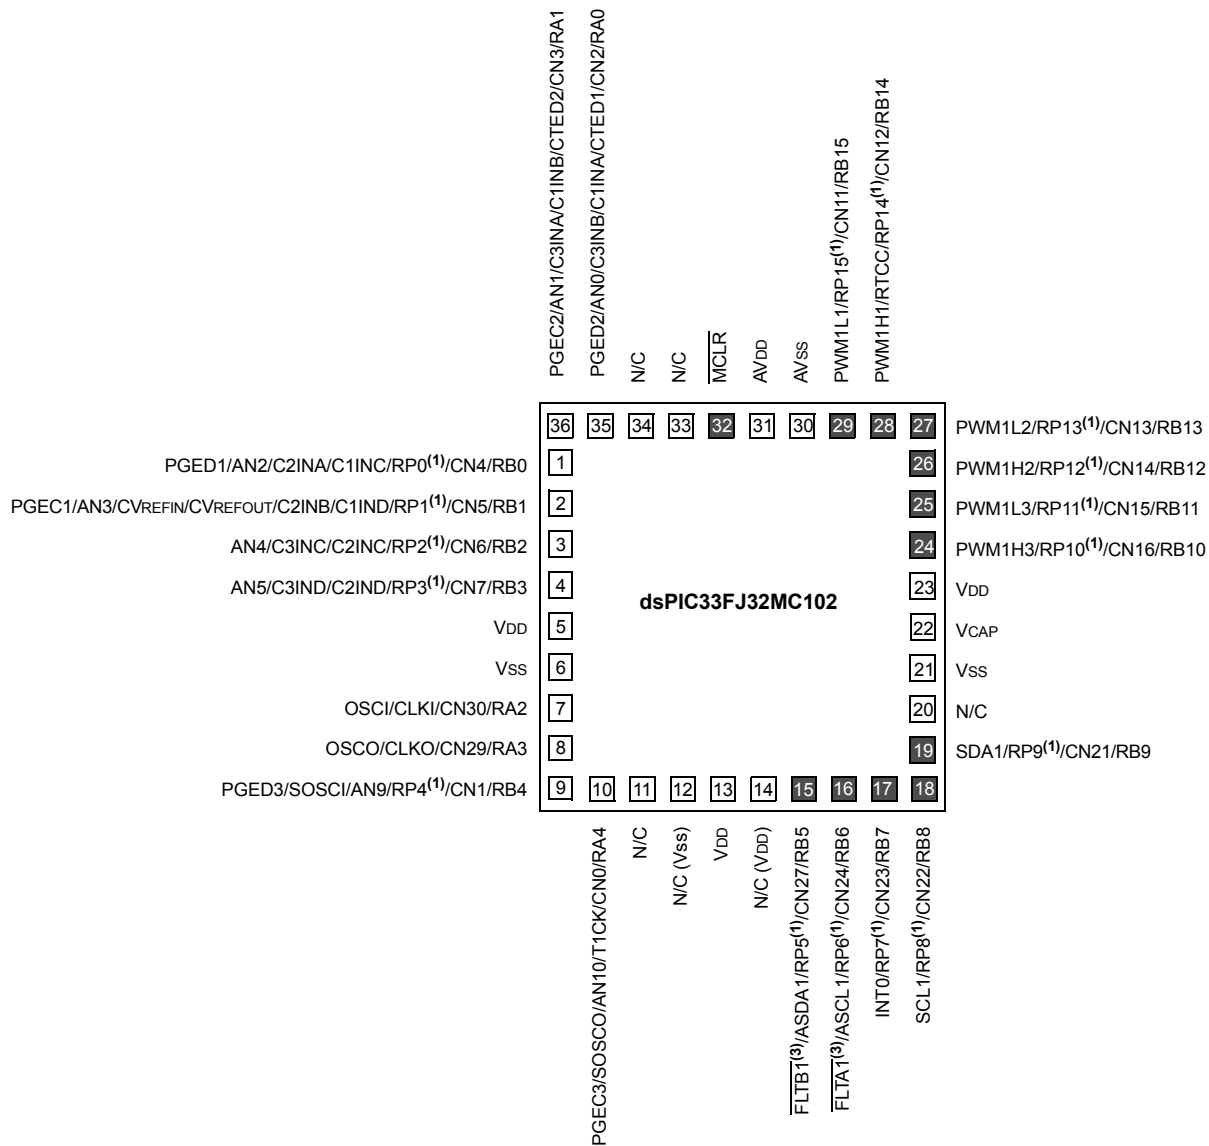 PGEC2/AN1/C3INA/C1INB/CTED2/CN3/RA1
PGED2/AN0/C3INB/C1INA/CTED1/CN2/RA0
N/C
N/C
MCLR
AVDD
AVSS
PWM1L1/RP15(1)/CN11/RB15
PWM1H1/RTCC/RP14(1)/CN12/RB14
36 35 34 33 32 31 30 29 28 27 PWM1L2/RP13(1)/CN13/RB13
PGED1/AN2/C2INA/C1INC/RP0(1)/CN4/RB0 1 26 PWM1H2/RP12(1)/CN14/RB12
PGEC1/AN3/CVREFIN/CVREFOUT/C2INB/C1IND/RP1(1)/CN5/RB1 2 25 PWM1L3/RP11(1)/CN15/RB11
AN4/C3INC/C2INC/RP2(1)/CN6/RB2 3 24 PWM1H3/RP10(1)/CN16/RB10
AN5/C3IND/C2IND/RP3(1)/CN7/RB3 4 23 VDD
dsPIC33FJ32MC102
VDD 5 22 VCAP
VSS 6 21 VSS
OSCI/CLKI/CN30/RA2 7 20 N/C
OSCO/CLKO/CN29/RA3 8 19 SDA1/RP9(1)/CN21/RB9
PGED3/SOSCI/AN9/RP4(1)/CN1/RB4 9 10 11 12 13 14 15 16 17 18
PGEC3/SOSCO/AN10/T1CK/CN0/RA4
N/C
N/C (Vss)
VDD
N/C (VDD)
FLTB1(3)/ASDA1/RP5(1)/CN27/RB5
FLTA1(3)/ASCL1/RP6(1)/CN24/RB6
INT0/RP7(1)/CN23/RB7
SCL1/RP8(1)/CN22/RB8